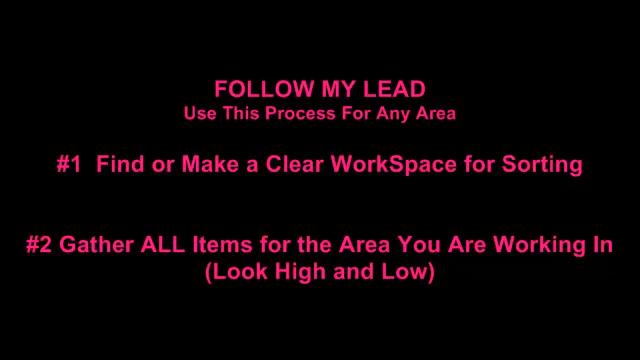 FOLLOW MY LEAD
Use This Process For Any Area
#1  Find or Make a Clear WorkSpace for Sorting
#2 Gather ALL Items for the Area You Are Working In
(Look High and Low)